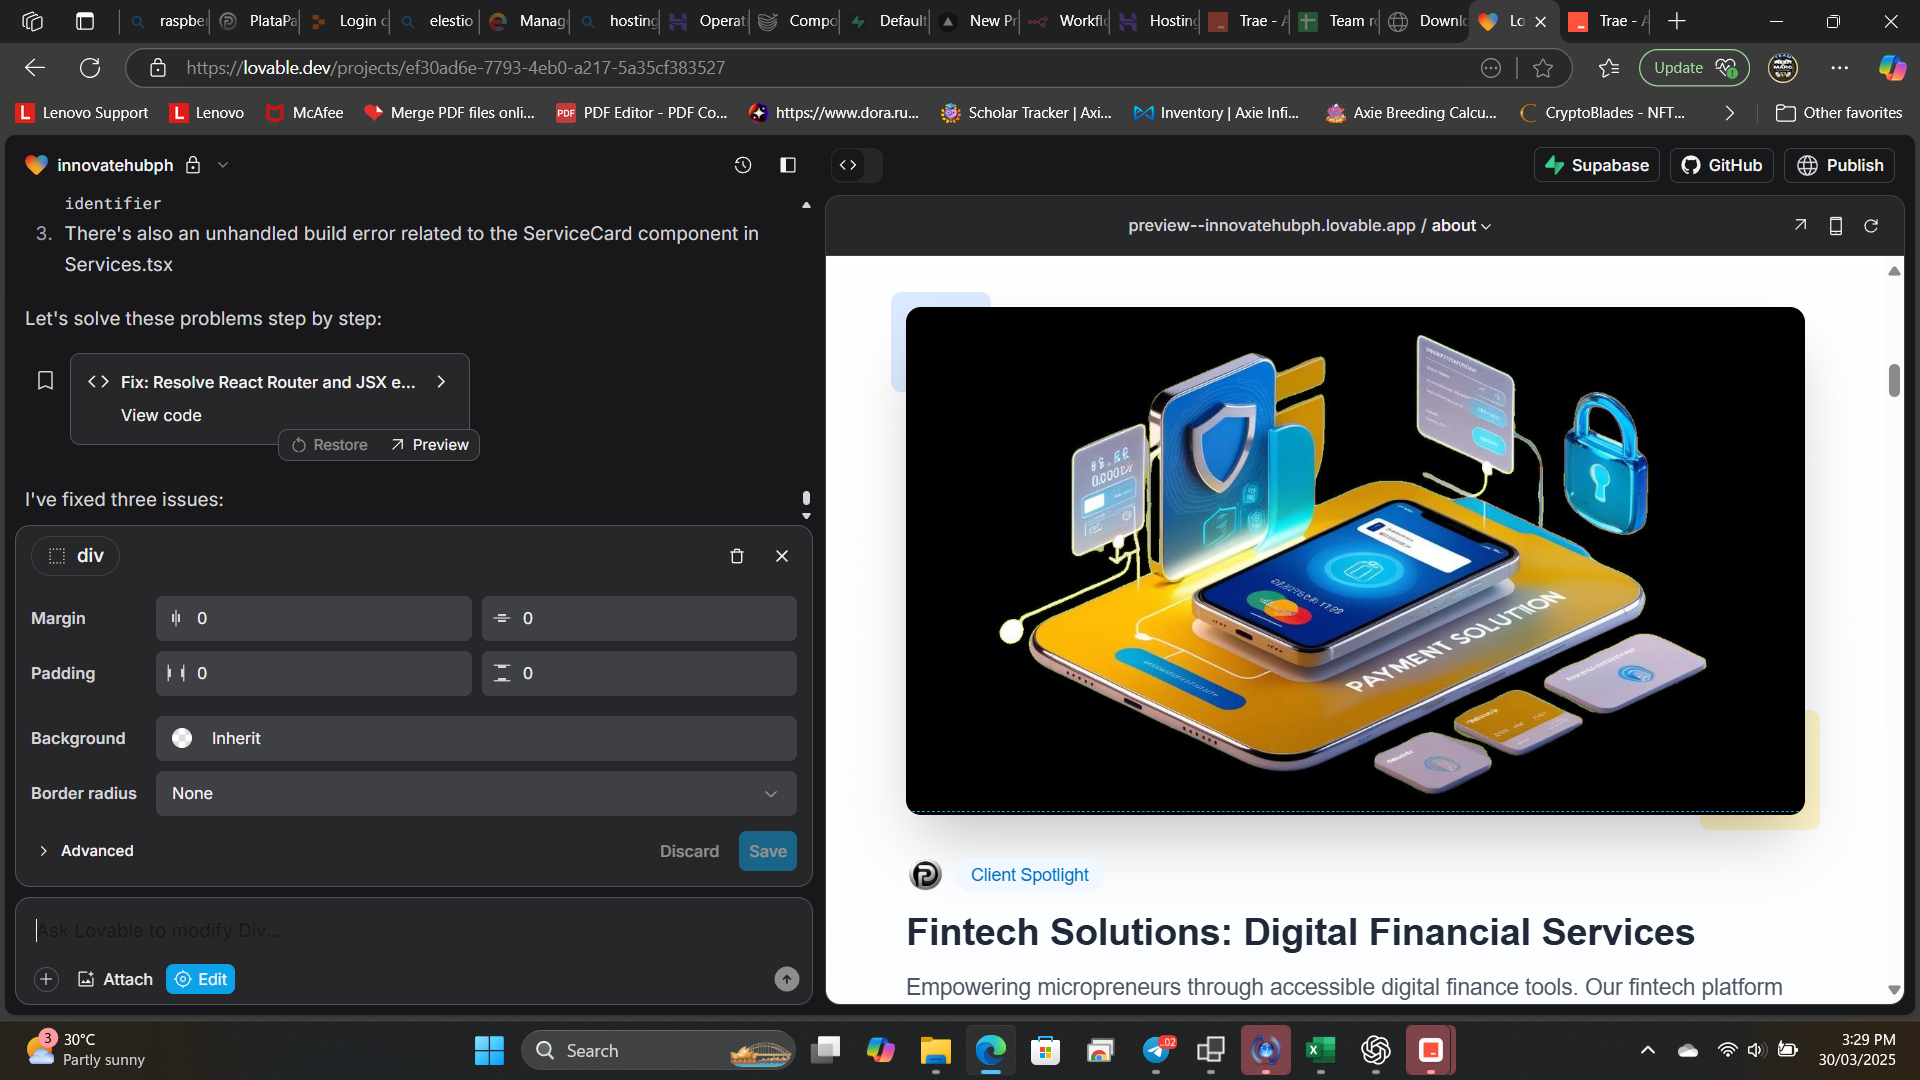 raspbe
PlataPa
Login c
elestio
Manag
hosting
Operat
Compo
Default
New Pr
Workfl
Hosting
Trae - A
Team r
Downl
Lo
Trae - A
https://lovable.dev/projects/ef30ad6e-7793-4eb0-a217-5a35cf383527
Update
Lenovo Support
Lenovo
McAfee
Merge PDF files onli...
PDF Editor - PDF Co...
https://www.dora.ru...
Scholar Tracker | Axi...
Inventory | Axie Infi...
Axie Breeding Calcu...
CryptoBlades - NFT...
Other favorites
innovatehubph
Supabase
GitHub
Publish
identifier
3. There's also an unhandled build error related to the ServiceCard component in
Services.tsx
Let's solve these problems step by step:
Fix: Resolve React Router and JSX e...
View code
Restore
Preview
I've fixed three issues:
div
Margin
0
0
Padding
0
0
Background
Inherit
Border radius
None
Advanced
Discard
Save
Ask Lovable to modify Div...
Attach
Edit
preview--innovatehubph.lovable.app / about
PAYMENT SOLUTIION
Client Spotlight
Fintech Solutions: Digital Financial Services
Empowering micropreneurs through accessible digital finance tools. Our fintech platform
3
30°C
Partly sunny
Search
.02
3:29 PM
30/03/2025